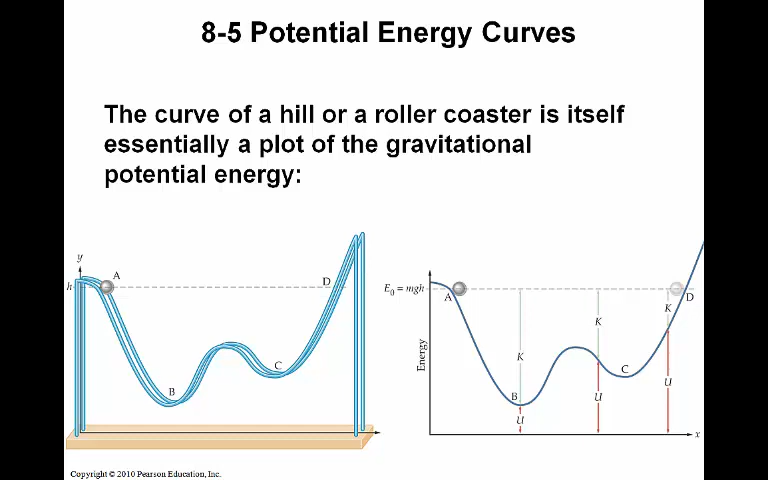 8-5 Potential Energy Curves
The curve of a hill or a roller coaster is itself
essentially a plot of the gravitational
potential energy:
y
h
A
B
C
D
E₀ = mgh
Energy
A
B
C
D
K
U
K
U
K
U
x
Copyright © 2010 Pearson Education, Inc.